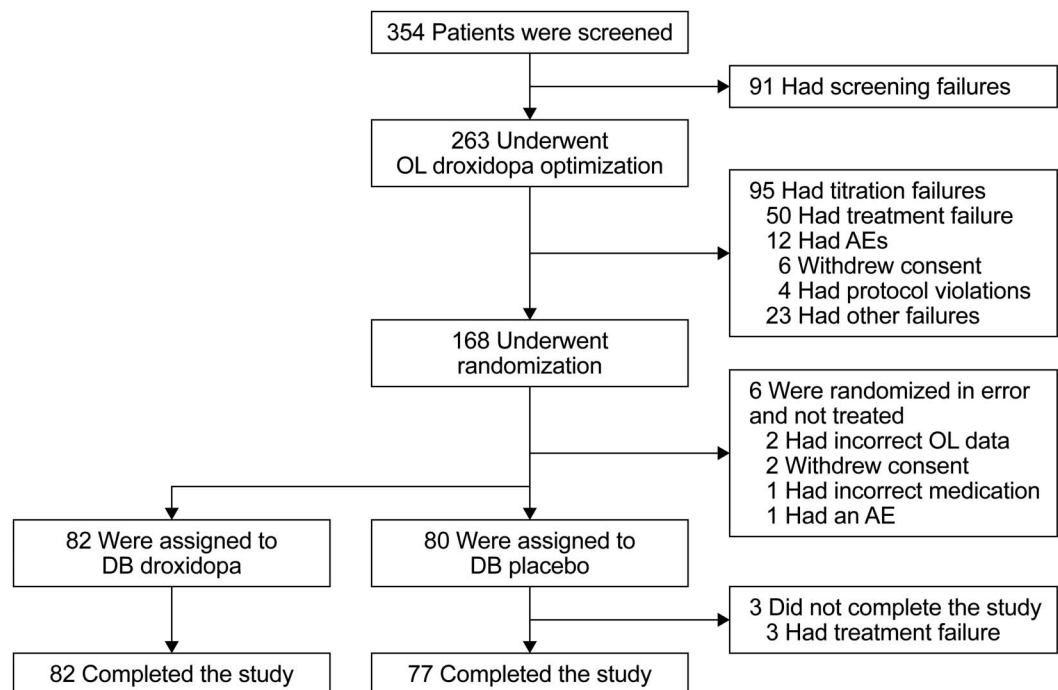 354 Patients were screened
91 Had screening failures
263 Underwent
OL droxidopa optimization
95 Had titration failures
50 Had treatment failure
12 Had AEs
6 Withdrew consent
4 Had protocol violations
23 Had other failures
168 Underwent
randomization
6 Were randomized in error
and not treated
2 Had incorrect OL data
2 Withdrew consent
1 Had incorrect medication
1 Had an AE
82 Were assigned to
DB droxidopa
80 Were assigned to
DB placebo
3 Did not complete the study
3 Had treatment failure
82 Completed the study
77 Completed the study